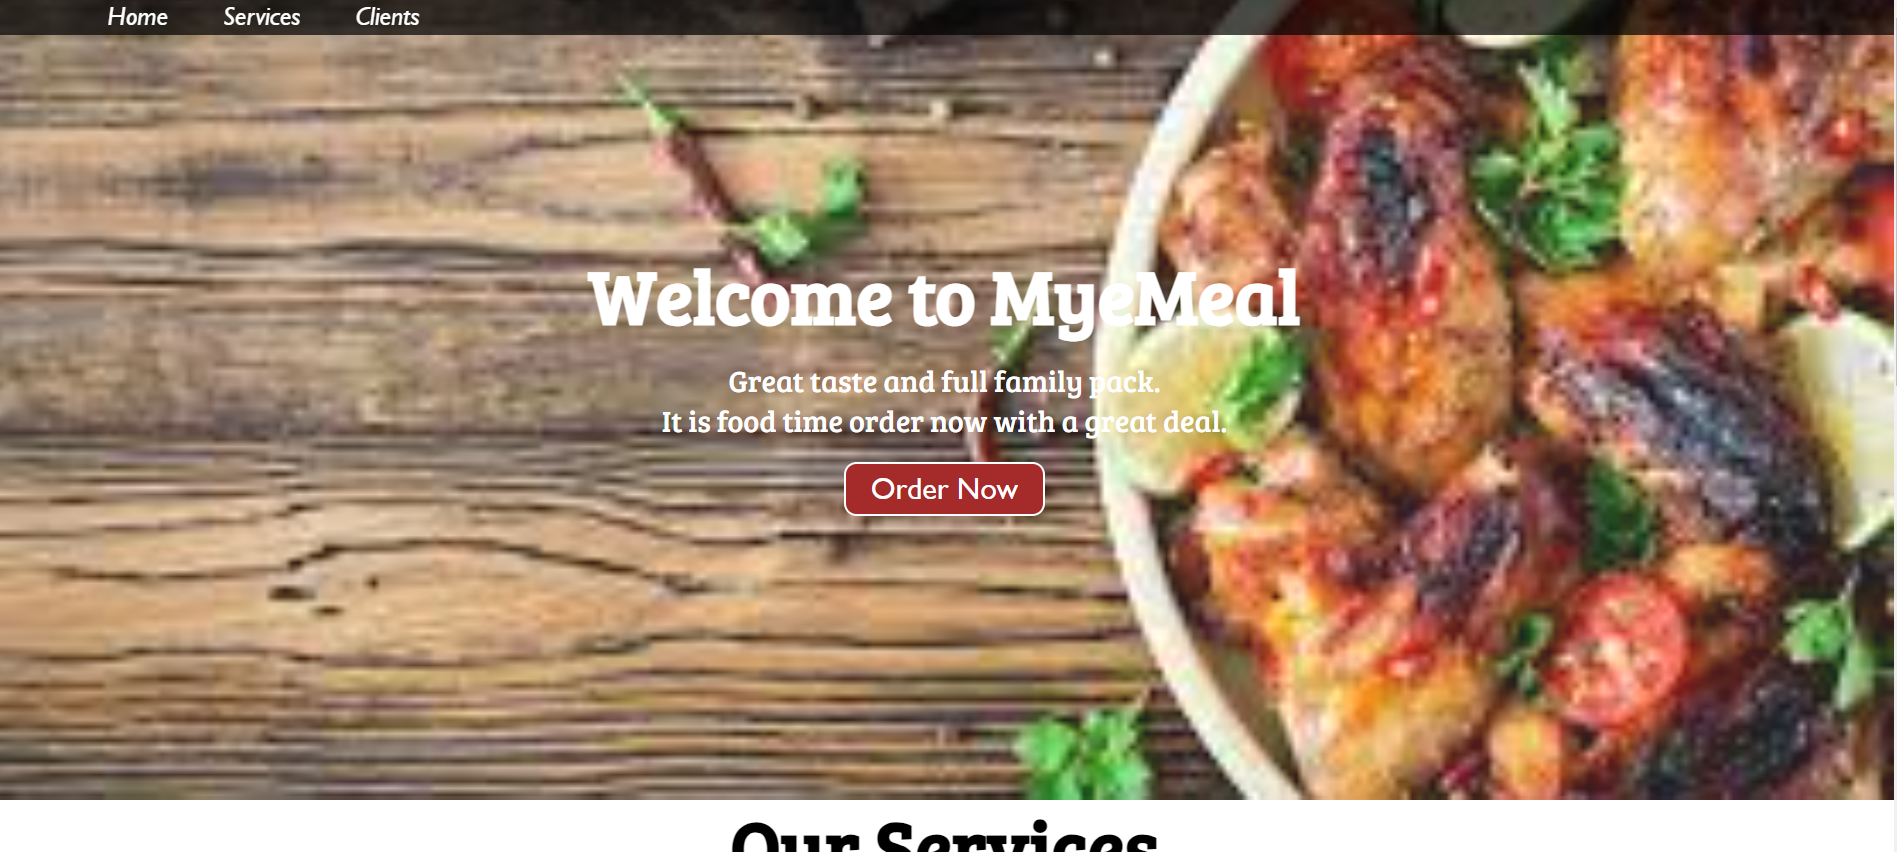 Home Services Clients
Welcome to MyeMeal
Great taste and full family pack.
It is food time order now with a great deal.
Order Now
Our Services